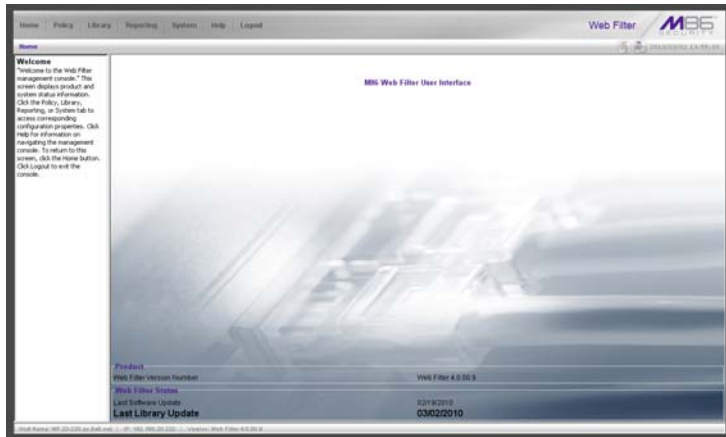 Home Policy Library Reporting System Help Logout
Web Filter
M86
SECURITY
Home
Welcome
"Welcome to the Web Filter
management console." This
screen displays product and
system status information.
Click the Policy, Library,
Reporting, or System tab to
access corresponding
configuration properties. Click
Help for information on
navigating the management
console. To return to this
screen, click the Home button.
Click Logout to exit the
console.
M86 Web Filter User Interface
Product
Web Filter Version Number
Web Filter 4.0.00.9
Web Filter Status
Last Software Update
02/19/2010
Last Library Update
03/02/2010